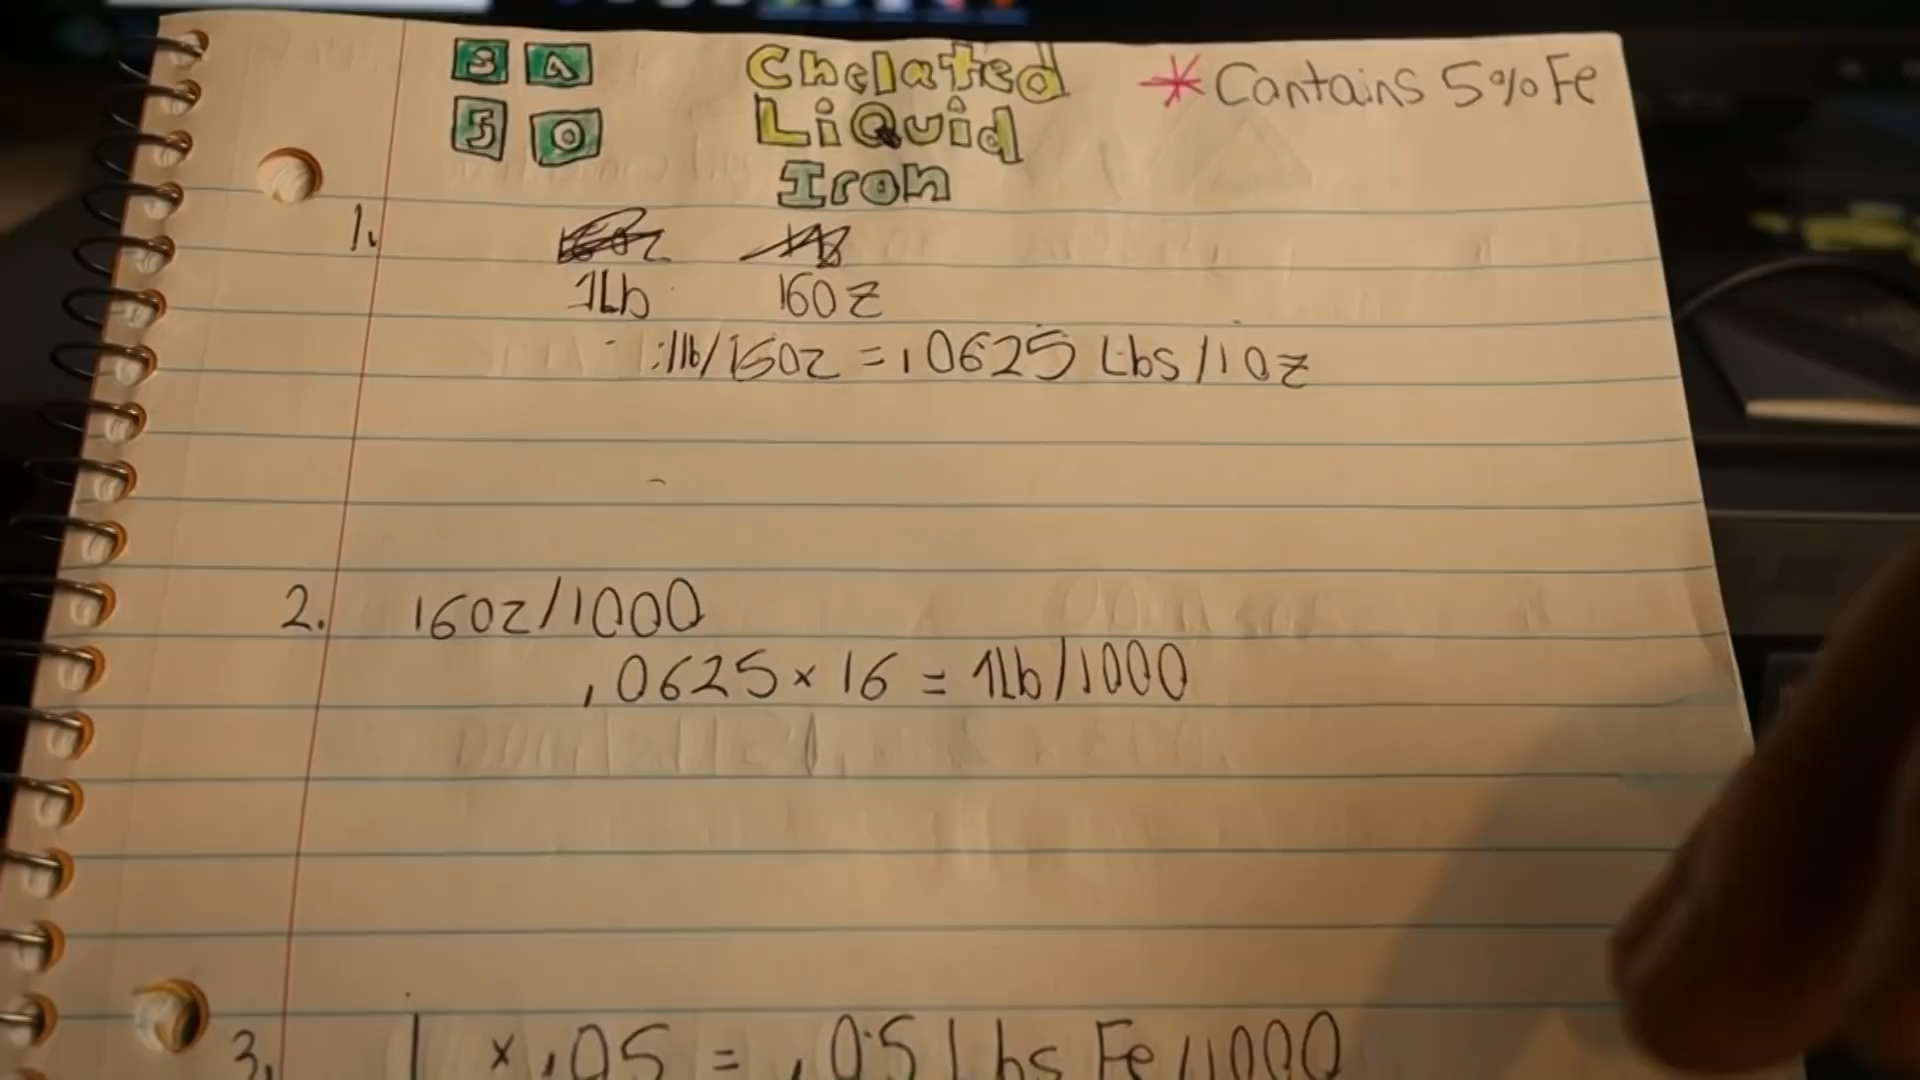 SA Chelated * Contains 5% Fe
50 Liquid
Iron
1.
1Lb 16oz
1lb/16oz = .0625 Lbs/1oz
2. 16oz/1000
.0625 × 16 = 1Lb/1000
3. 1 × .05 = .05 Lbs Fe/1000